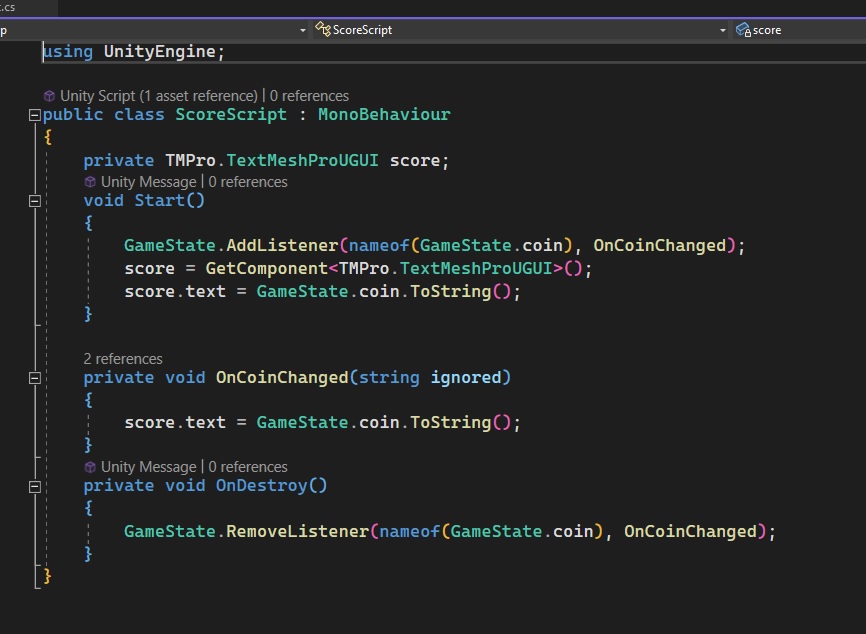 .cs
p ScoreScript score
using UnityEngine;
Unity Script (1 asset reference) | 0 references
public class ScoreScript : MonoBehaviour
{
private TMPro.TextMeshProUGUI score;
Unity Message | 0 references
void Start()
{
GameState.AddListener(nameof(GameState.coin), OnCoinChanged);
score = GetComponent<TMPro.TextMeshProUGUI>();
score.text = GameState.coin.ToString();
}
2 references
private void OnCoinChanged(string ignored)
{
score.text = GameState.coin.ToString();
}
Unity Message | 0 references
private void OnDestroy()
{
GameState.RemoveListener(nameof(GameState.coin), OnCoinChanged);
}
}